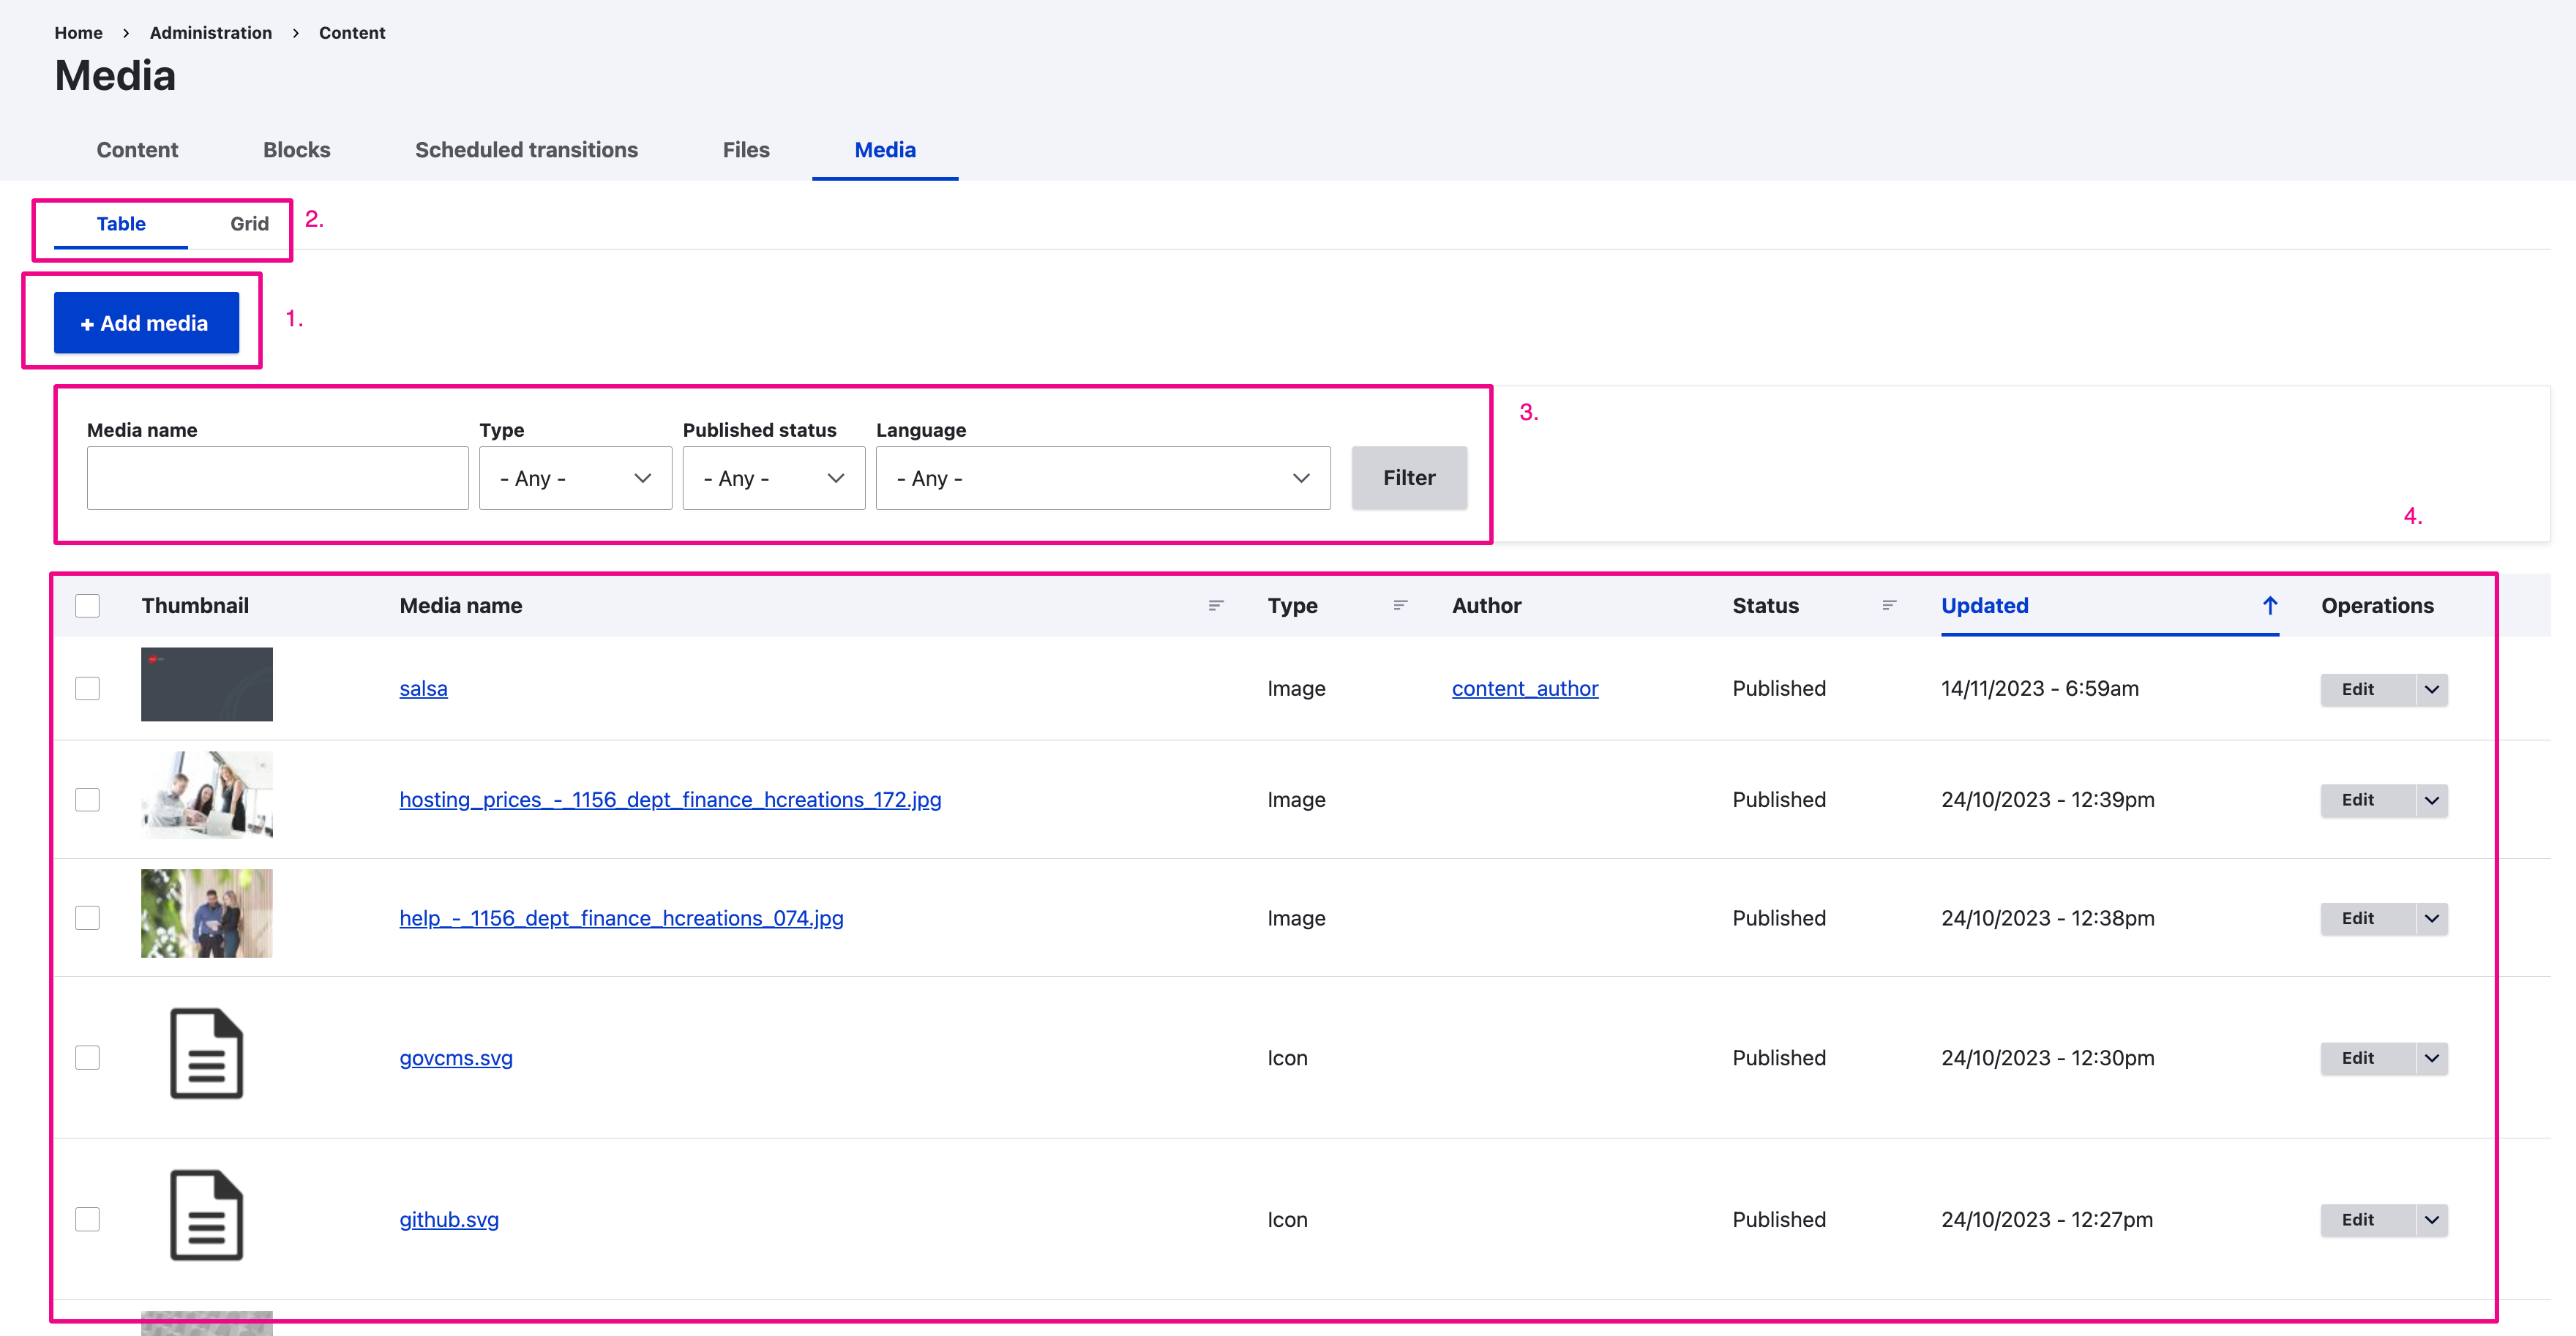 Home > Administration > Content
Media
Content Blocks Scheduled transitions Files Media
Table Grid 2.
+ Add media 1.
3.
Media name Type Published status Language
- Any - - Any - - Any - Filter
4.
Thumbnail Media name Type Author Status Updated Operations
salsa Image content_author Published 14/11/2023 - 6:59am Edit
hosting_prices_-_1156_dept_finance_hcreations_172.jpg Image Published 24/10/2023 - 12:39pm Edit
help_-_1156_dept_finance_hcreations_074.jpg Image Published 24/10/2023 - 12:38pm Edit
govcms.svg Icon Published 24/10/2023 - 12:30pm Edit
github.svg Icon Published 24/10/2023 - 12:27pm Edit